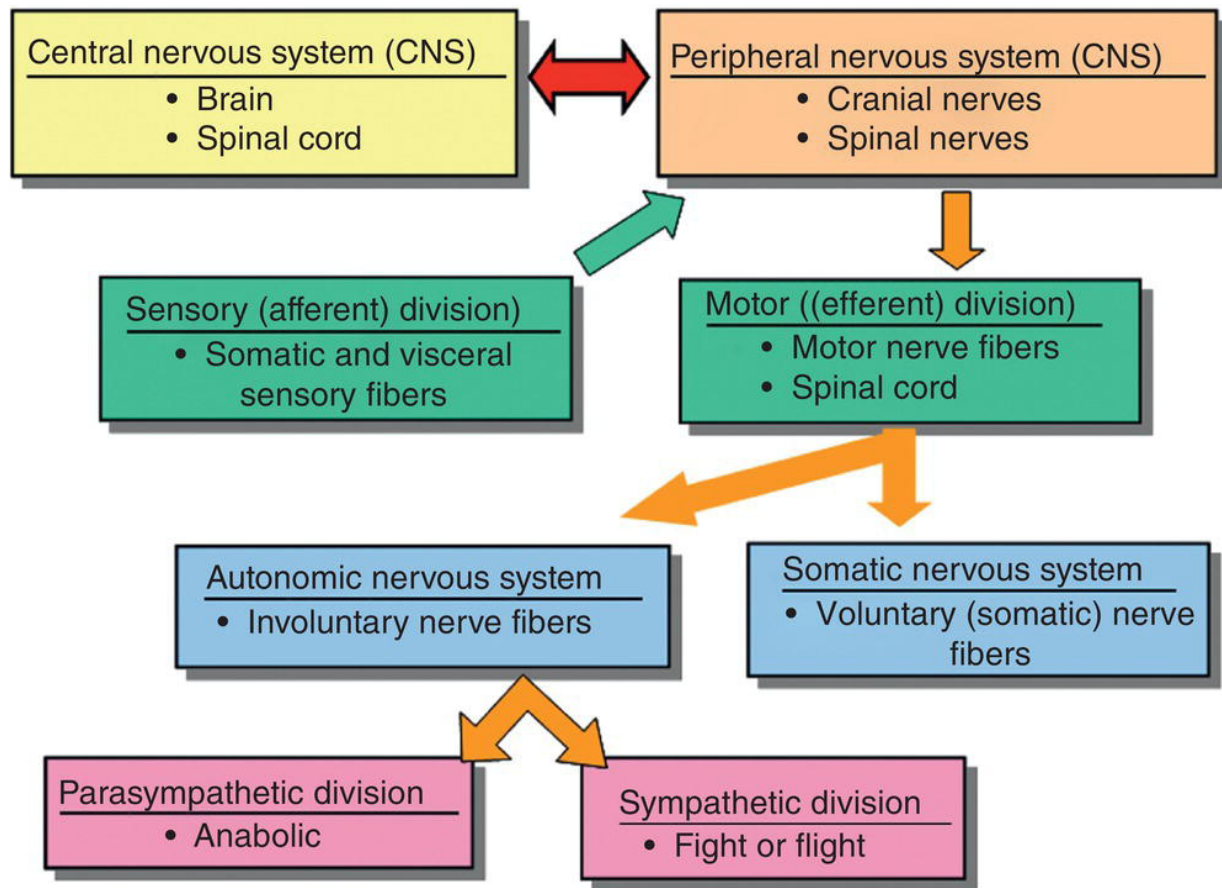 Central nervous system (CNS)
• Brain
• Spinal cord
Peripheral nervous system (CNS)
• Cranial nerves
• Spinal nerves
Sensory (afferent) division)
• Somatic and visceral
sensory fibers
Motor ((efferent) division)
• Motor nerve fibers
• Spinal cord
Autonomic nervous system
• Involuntary nerve fibers
Somatic nervous system
• Voluntary (somatic) nerve
fibers
Parasympathetic division
• Anabolic
Sympathetic division
• Fight or flight